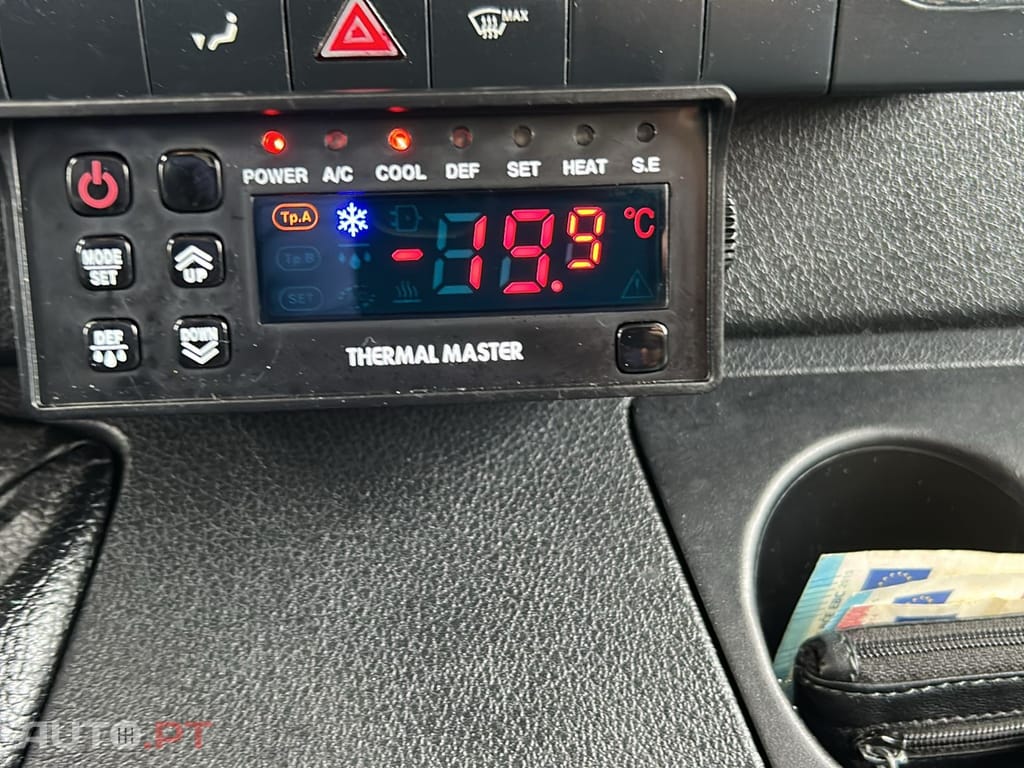 MAX
POWER A/C COOL DEF SET HEAT S.E
Tp.A
-19.9 °C
MODE
SET
UP
Tp.B
SET
DEF
DOWN
THERMAL MASTER
AUTO.PT